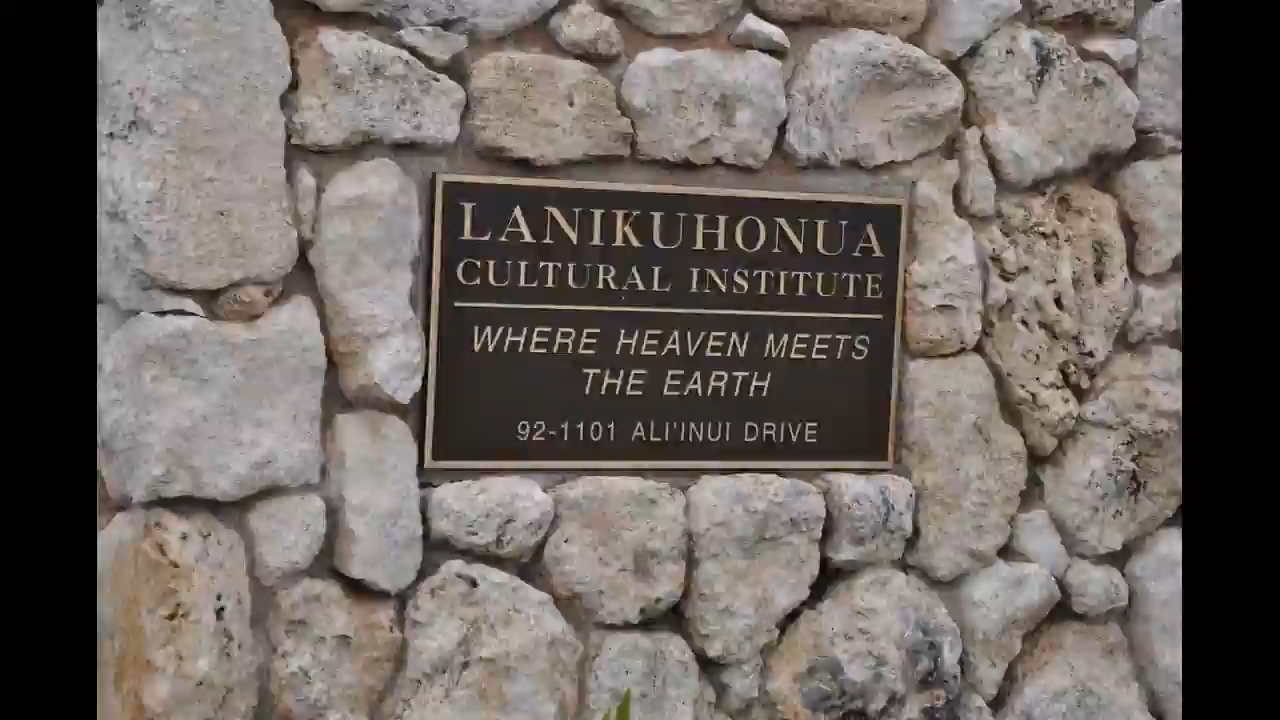 LANIKUHONUA
CULTURAL INSTITUTE
WHERE HEAVEN MEETS
THE EARTH
92-1101 ALI'INUI DRIVE